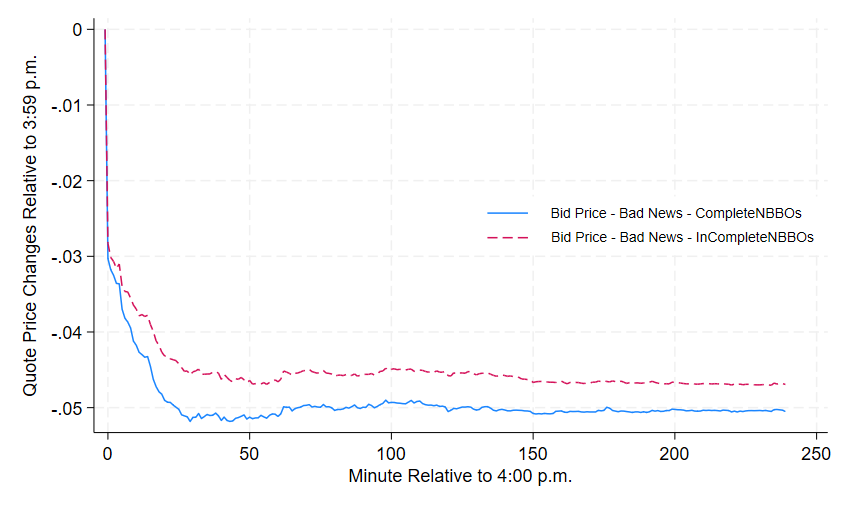 Quote Price Changes Relative to 3:59 p.m.
0
-.01
-.02
-.03
-.04
-.05
Bid Price - Bad News - CompleteNBBOs
Bid Price - Bad News - InCompleteNBBOs
0 50 100 150 200 250
Minute Relative to 4:00 p.m.